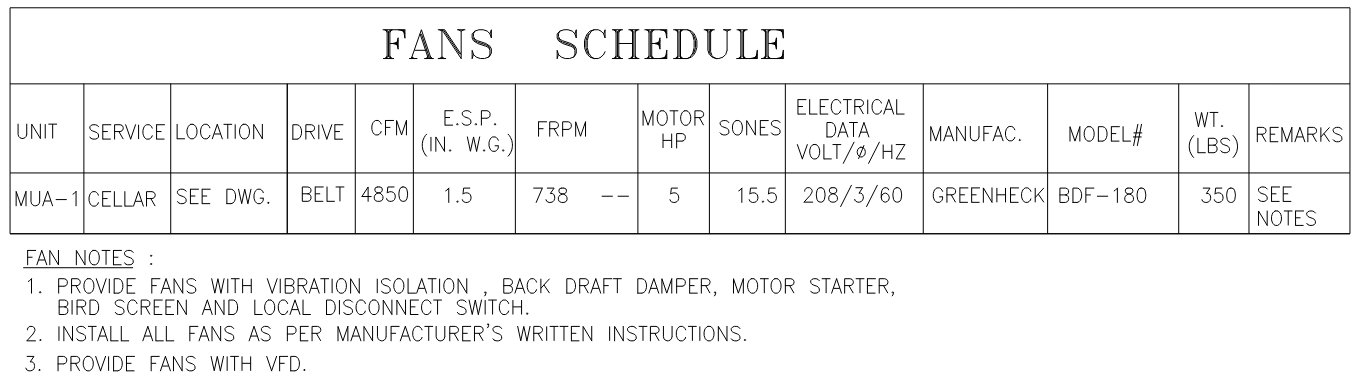 FANS SCHEDULE
UNIT SERVICE LOCATION DRIVE CFM E.S.P. (IN. W.G.) FRPM MOTOR HP SONES ELECTRICAL DATA VOLT/ø/HZ MANUFAC. MODEL# WT. (LBS) REMARKS
MUA-1 CELLAR SEE DWG. BELT 4850 1.5 738 -- 5 15.5 208/3/60 GREENHECK BDF-180 350 SEE NOTES
FAN NOTES :
1. PROVIDE FANS WITH VIBRATION ISOLATION , BACK DRAFT DAMPER, MOTOR STARTER,
BIRD SCREEN AND LOCAL DISCONNECT SWITCH.
2. INSTALL ALL FANS AS PER MANUFACTURER'S WRITTEN INSTRUCTIONS.
3. PROVIDE FANS WITH VFD.